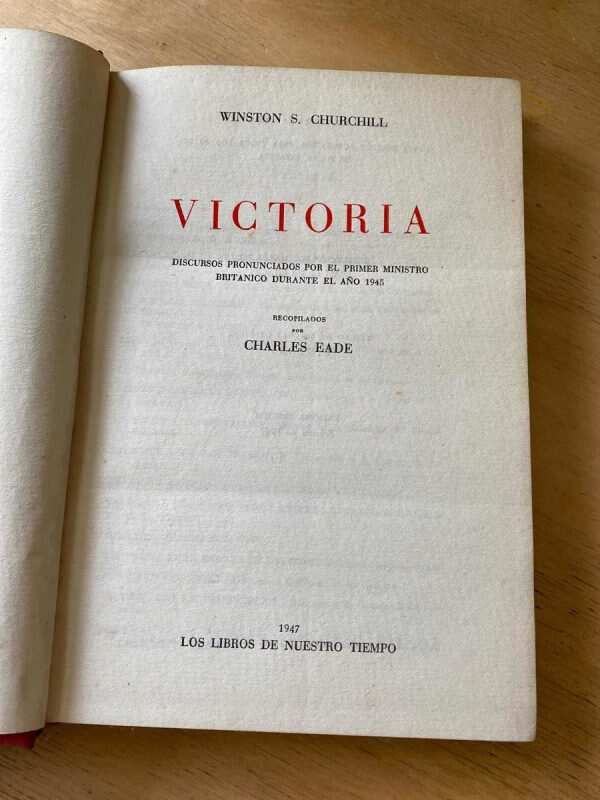 WINSTON S. CHURCHILL
VICTORIA
DISCURSOS PRONUNCIADOS POR EL PRIMER MINISTRO
BRITANICO DURANTE EL AÑO 1945
RECOPILADOS
POR
CHARLES EADE
1947
LOS LIBROS DE NUESTRO TIEMPO